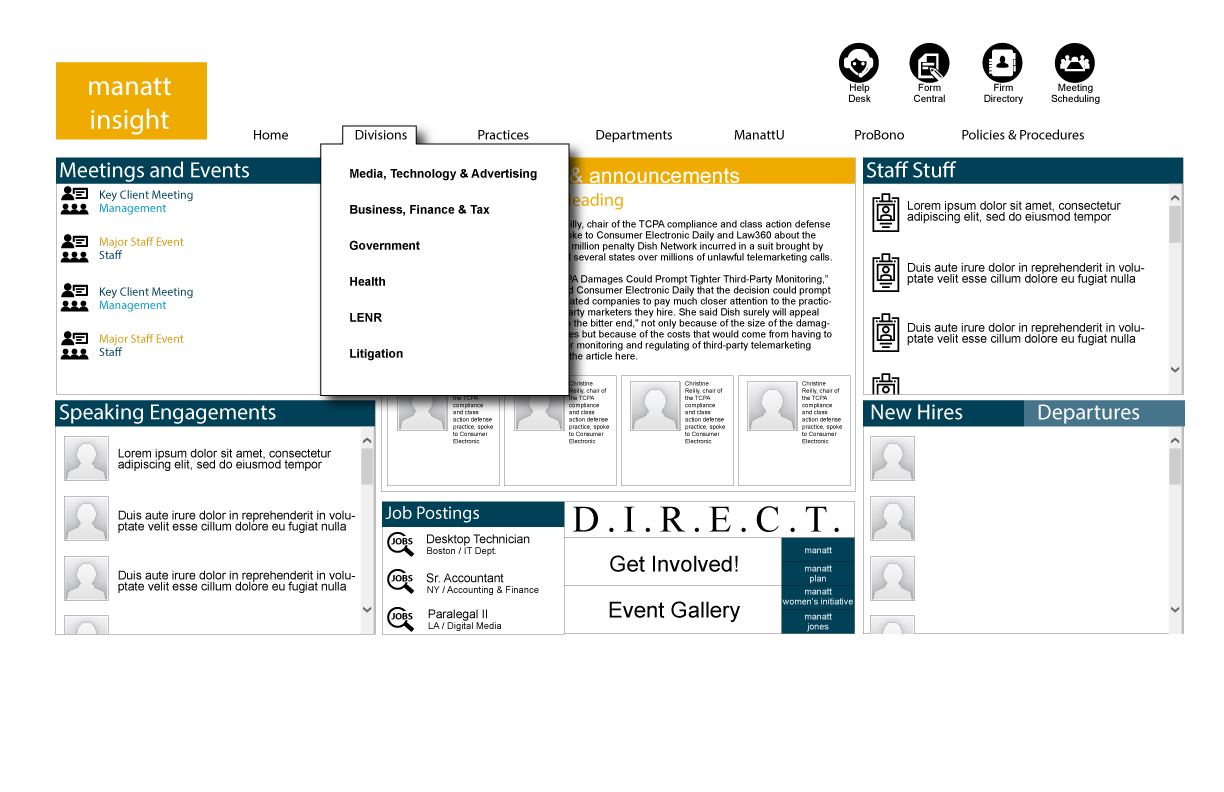 manatt
insight
Help
Desk
Form
Central
Firm
Directory
Meeting
Scheduling
Home
Divisions
Practices
Departments
ManattU
ProBono
Policies & Procedures
Meetings and Events
Key Client Meeting
Management
Major Staff Event
Staff
Key Client Meeting
Management
Major Staff Event
Staff
Media, Technology & Advertising
Business, Finance & Tax
Government
Health
LENR
Litigation
& announcements
eading
illy, chair of the TCPA compliance and class action defense
oke to Consumer Electronic Daily and Law360 about the
million penalty Dish Network incurred in a suit brought by
several states over millions of unlawful telemarketing calls.
PA Damages Could Prompt Tighter Third-Party Monitoring,"
d Consumer Electronic Daily that the decision could prompt
ated companies to pay much closer attention to the practic-
arty marketers they hire. She said Dish surely will appeal
the bitter end," not only because of the size of the damag-
es but because of the costs that would come from having to
r monitoring and regulating of third-party telemarketing
the article here.
the TCPA
compliance
and class
action defense
practice, spoke
to Consumer
Electronic
Christine
Reilly, chair of
the TCPA
compliance
and class
action defense
practice, spoke
to Consumer
Electronic
Christine
Reilly, chair of
the TCPA
compliance
and class
action defense
practice, spoke
to Consumer
Electronic
Christine
Reilly, chair of
the TCPA
compliance
and class
action defense
practice, spoke
to Consumer
Electronic
Staff Stuff
Lorem ipsum dolor sit amet, consectetur
adipiscing elit, sed do eiusmod tempor
Duis aute irure dolor in reprehenderit in volu-
ptate velit esse cillum dolore eu fugiat nulla
Duis aute irure dolor in reprehenderit in volu-
ptate velit esse cillum dolore eu fugiat nulla
Speaking Engagements
Lorem ipsum dolor sit amet, consectetur
adipiscing elit, sed do eiusmod tempor
Duis aute irure dolor in reprehenderit in volu-
ptate velit esse cillum dolore eu fugiat nulla
Duis aute irure dolor in reprehenderit in volu-
ptate velit esse cillum dolore eu fugiat nulla
Job Postings
JOBS
Desktop Technician
Boston / IT Dept.
JOBS
Sr. Accountant
NY / Accounting & Finance
JOBS
Paralegal II
LA / Digital Media
D.I.R.E.C.T.
Get Involved!
Event Gallery
manatt
manatt
plan
manatt
women's initiative
manatt
jones
New Hires
Departures